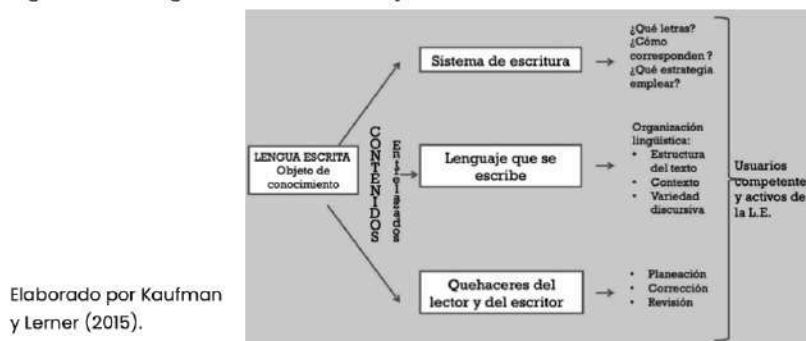 LENGUA ESCRITA
Objeto de
conocimiento
CONTENIDOS
Entrelazados
Sistema de escritura
¿Qué letras?
¿Cómo
corresponden?
¿Qué estrategia
emplear?
Lenguaje que se
escribe
Organización
lingüística:
• Estructura
del texto
• Contexto
• Variedad
discursiva
Quehaceres del
lector y del escritor
• Planeación
• Corrección
• Revisión
Usuarios
competente
y activos de
la L.E.
Elaborado por Kaufman
y Lerner (2015).